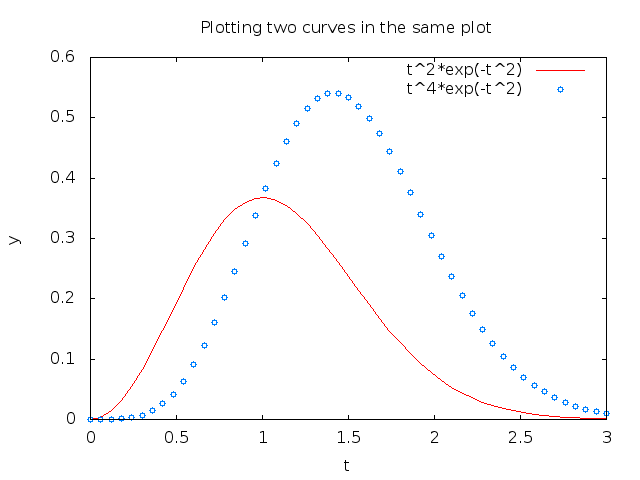 Plotting two curves in the same plot
t^2*exp(-t^2)
t^4*exp(-t^2)
0.6
0.5
0.4
0.3
0.2
0.1
0
y
0 0.5 1 1.5 2 2.5 3
t